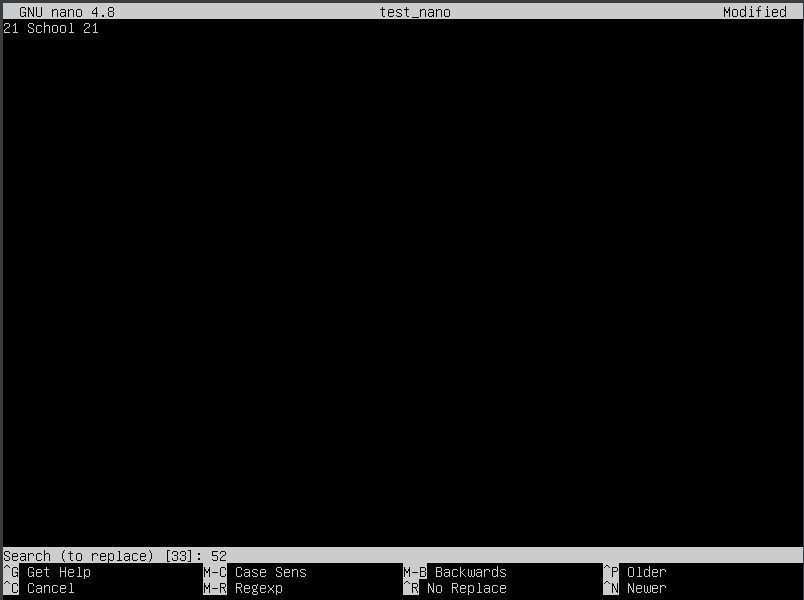 GNU nano 4.8 test_nano Modified
21 School 21
Search (to replace) [33]: 52
^G Get Help M-C Case Sens M-B Backwards ^P Older
^C Cancel M-R Regexp ^R No Replace ^N Newer